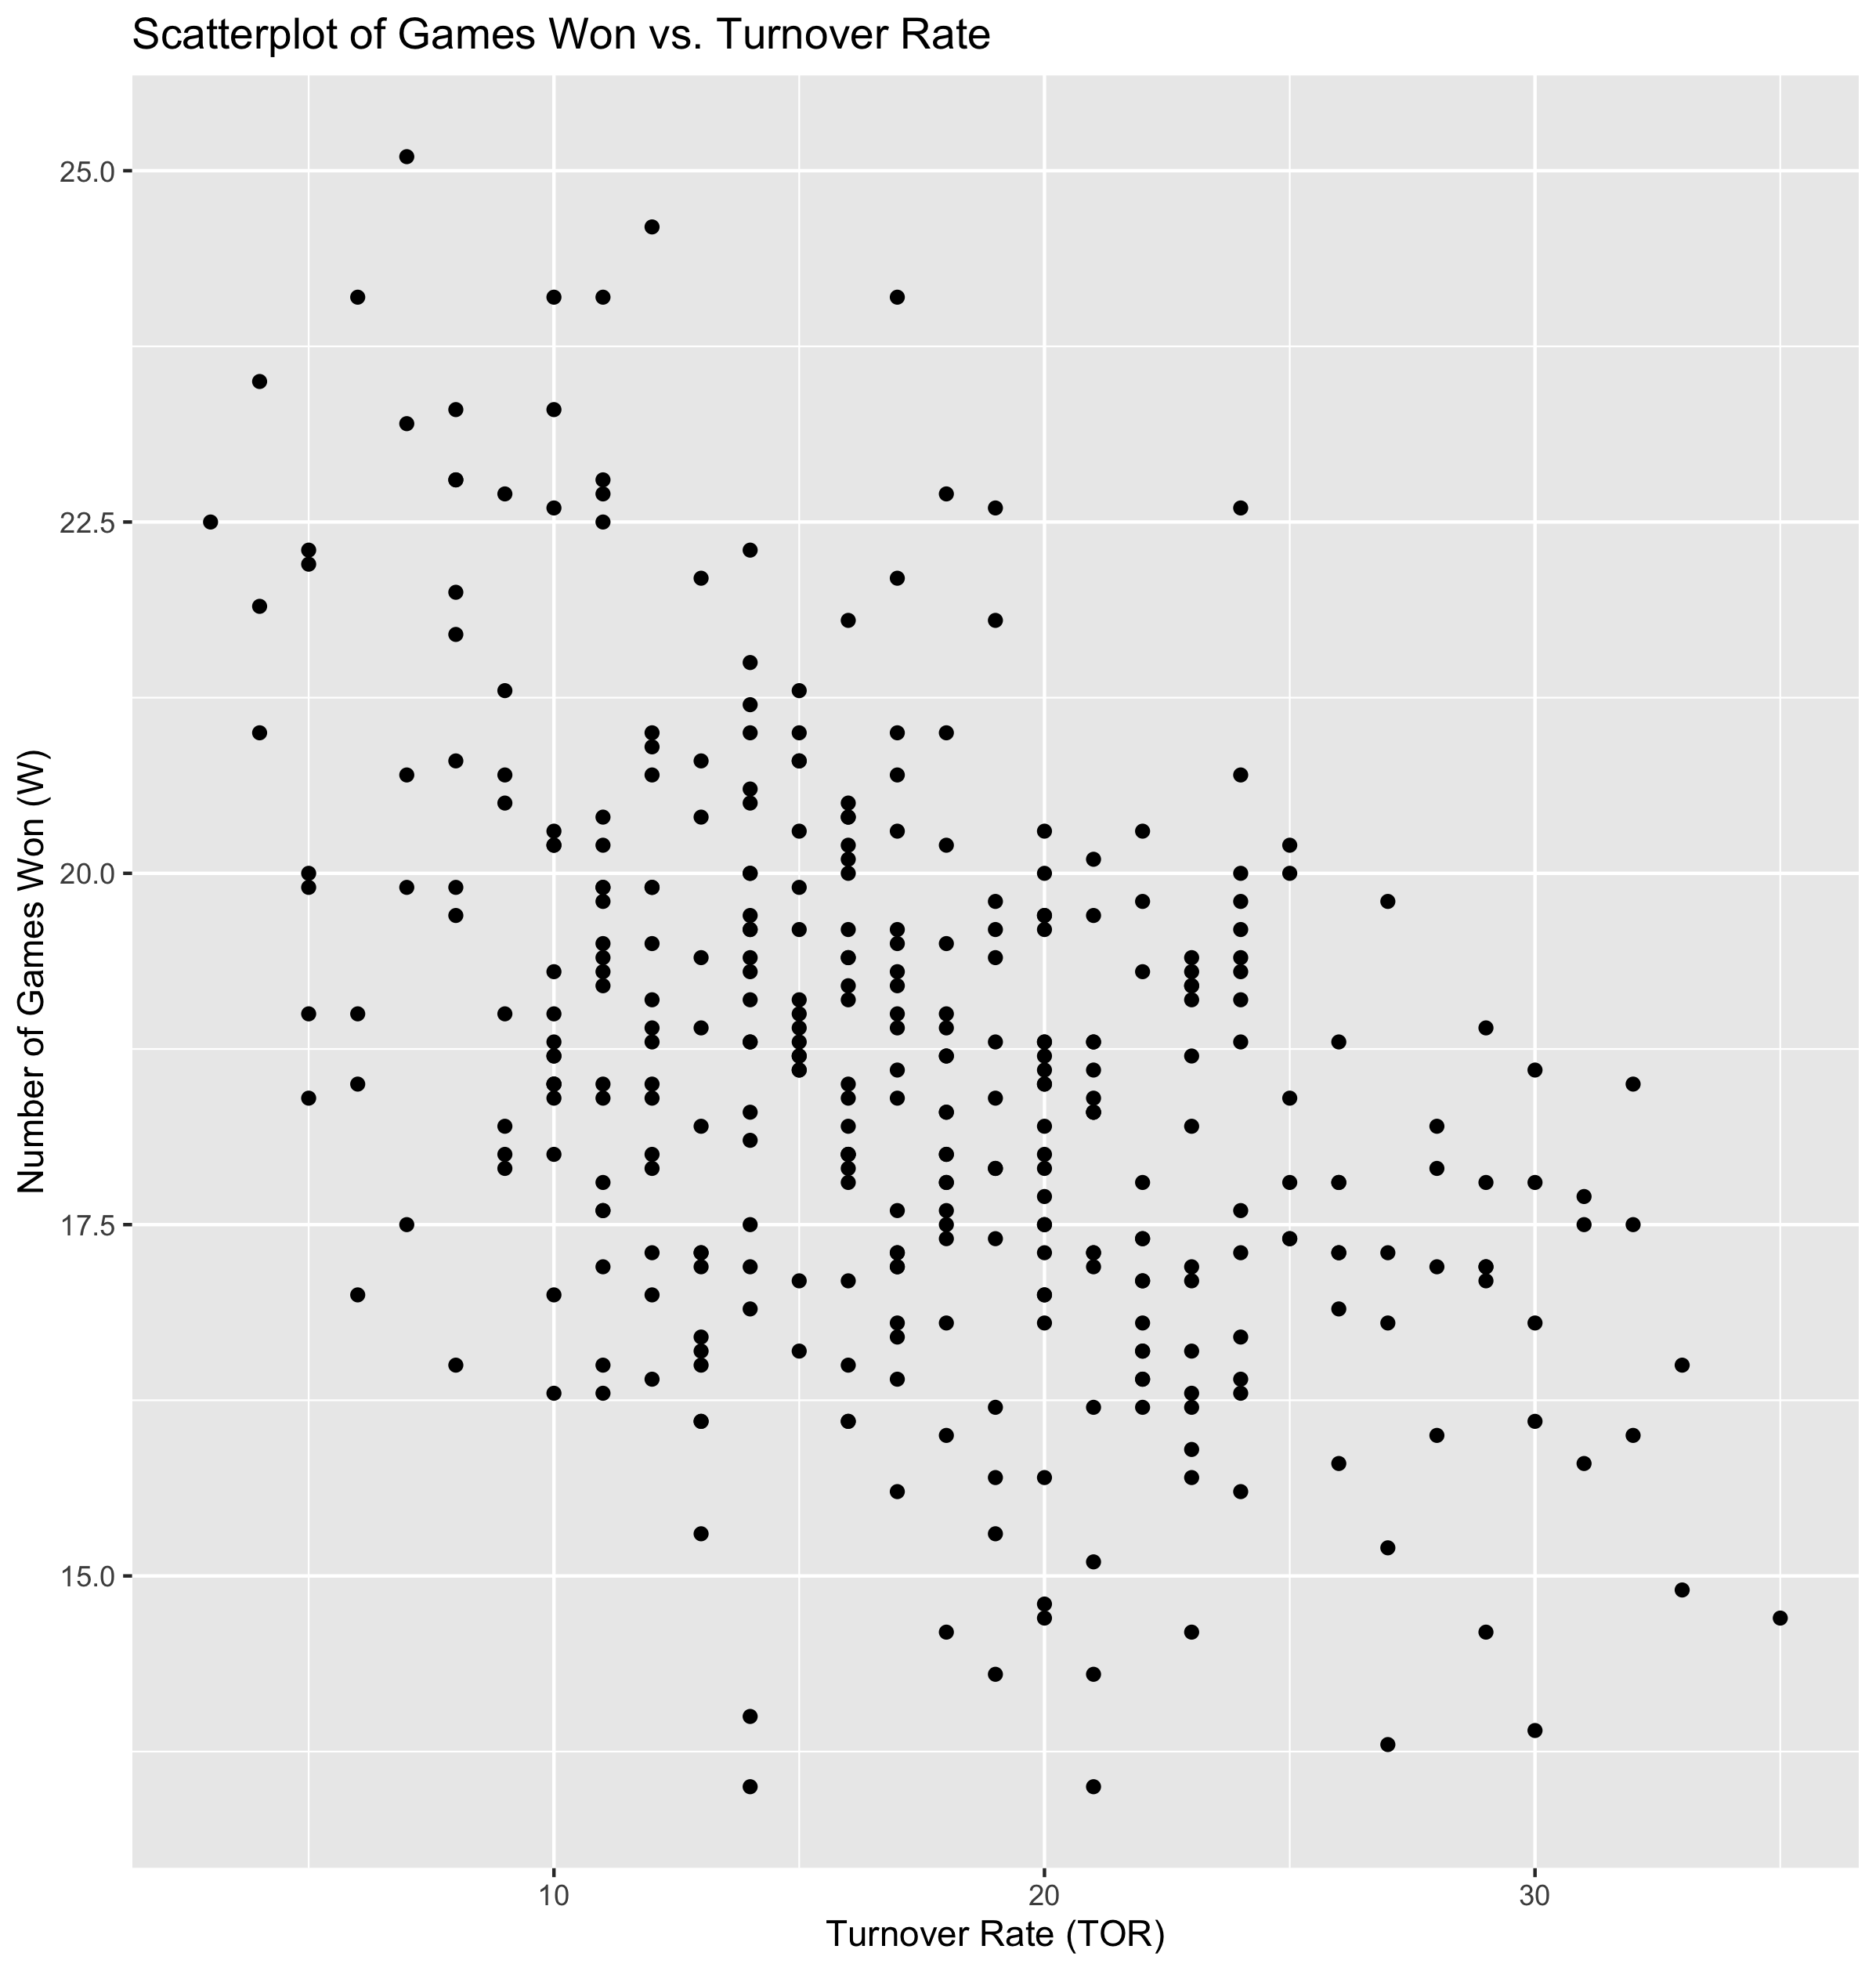 Scatterplot of Games Won vs. Turnover Rate
Number of Games Won (W)
25.0
22.5
20.0
17.5
15.0
10
20
30
Turnover Rate (TOR)